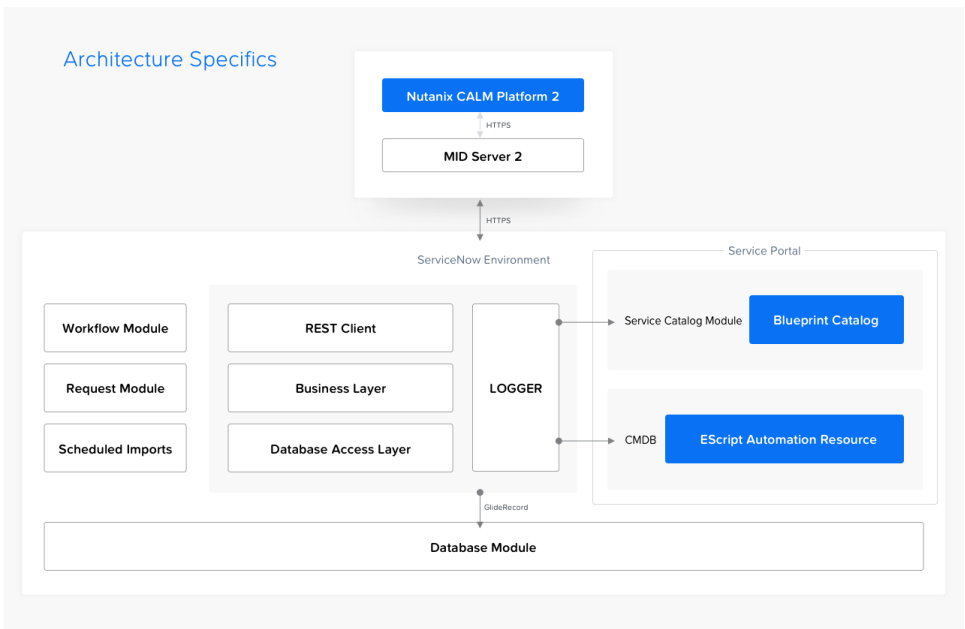 Architecture Specifics
Nutanix CALM Platform 2
HTTPS
MID Server 2
HTTPS
ServiceNow Environment
Service Portal
Workflow Module
Request Module
Scheduled Imports
REST Client
Business Layer
Database Access Layer
LOGGER
Service Catalog Module
Blueprint Catalog
CMDB
EScript Automation Resource
GlideRecord
Database Module